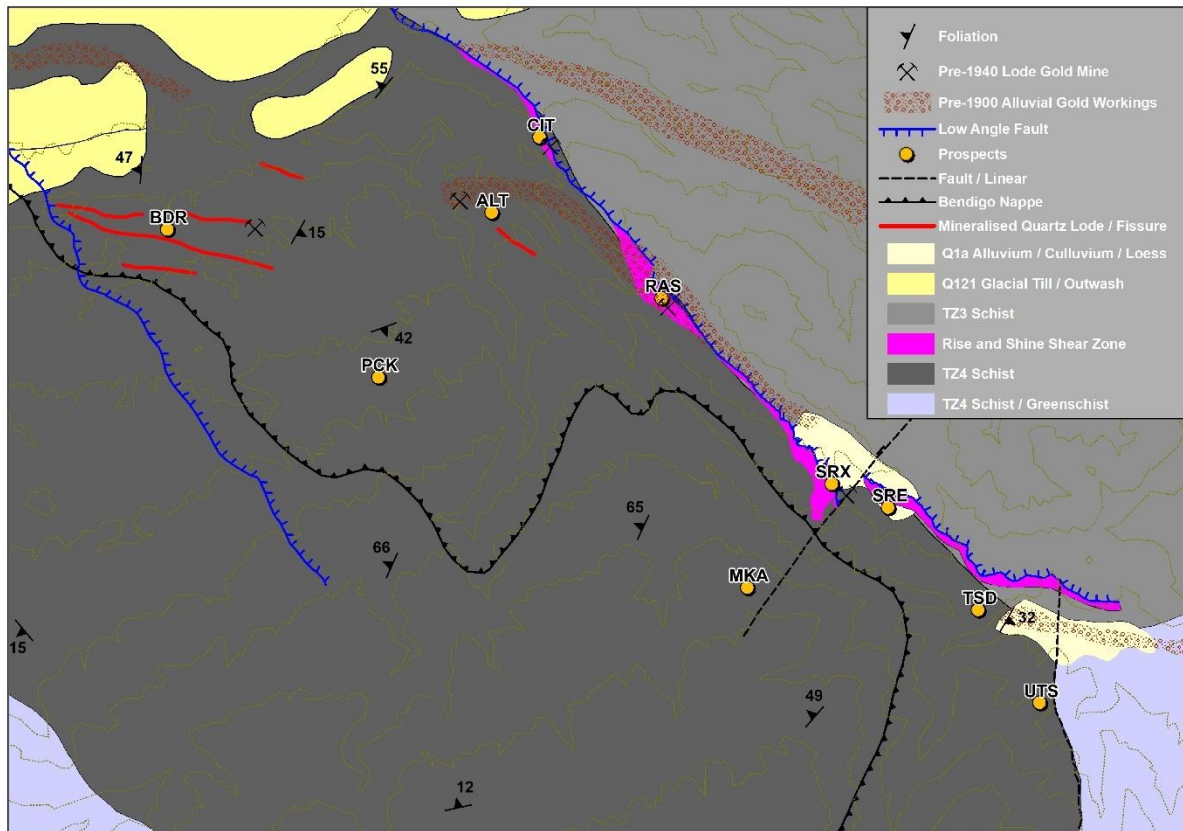 55
CIT
47
BDR
15
ALT
RAS
42
PCK
SRX
SRE
65
66
MKA
TSD
32
15
UTS
49
12
Foliation
Pre-1940 Lode Gold Mine
Pre-1900 Alluvial Gold Workings
Low Angle Fault
Prospects
Fault / Linear
Bendigo Nappe
Mineralised Quartz Lode / Fissure
Q1a Alluvium / Culluvium / Loess
Q121 Glacial Till / Outwash
TZ3 Schist
Rise and Shine Shear Zone
TZ4 Schist
TZ4 Schist / Greenschist